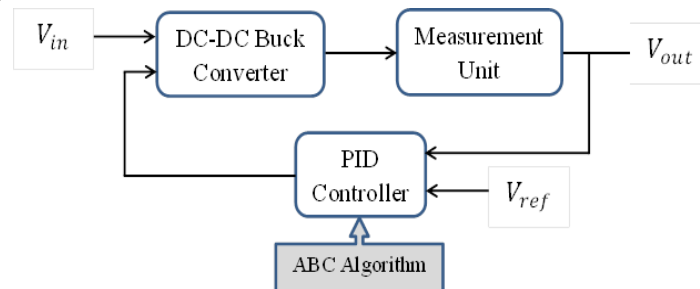 V_in
DC-DC Buck
Converter
Measurement
Unit
V_out
PID
Controller
V_ref
ABC Algorithm